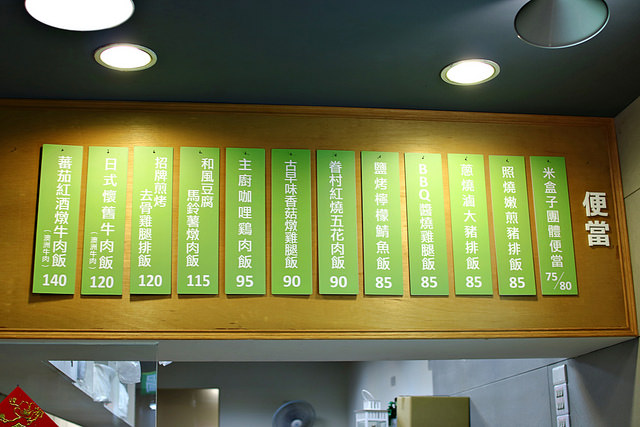 便當
米盒子團體便當
75/80
照燒嫩煎豬排飯
85
蔥燒滷大豬排飯
85
BBQ醬燒雞腿飯
85
鹽烤檸檬鯖魚飯
85
眷村紅燒五花肉飯
90
古早味香菇燉雞腿飯
90
主廚咖哩鷄肉飯
95
和風豆腐
馬鈴薯燉肉飯
115
招牌煎烤
去骨雞腿排飯
120
日式懷舊牛肉飯
(澳洲牛肉)
120
蕃茄紅酒燉牛肉飯
(澳洲牛肉)
140